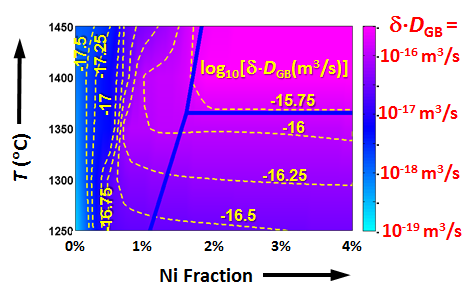 1450
1400
1350
1300
1250
T (°C)
0%
1%
2%
3%
4%
Ni Fraction
-17.5
-17.25
-17
-16.75
log₁₀[δ·D_GB(m³/s)]
-15.75
-16
-16.25
-16.5
δ·D_GB =
10⁻¹⁶ m³/s
10⁻¹⁷ m³/s
10⁻¹⁸ m³/s
10⁻¹⁹ m³/s